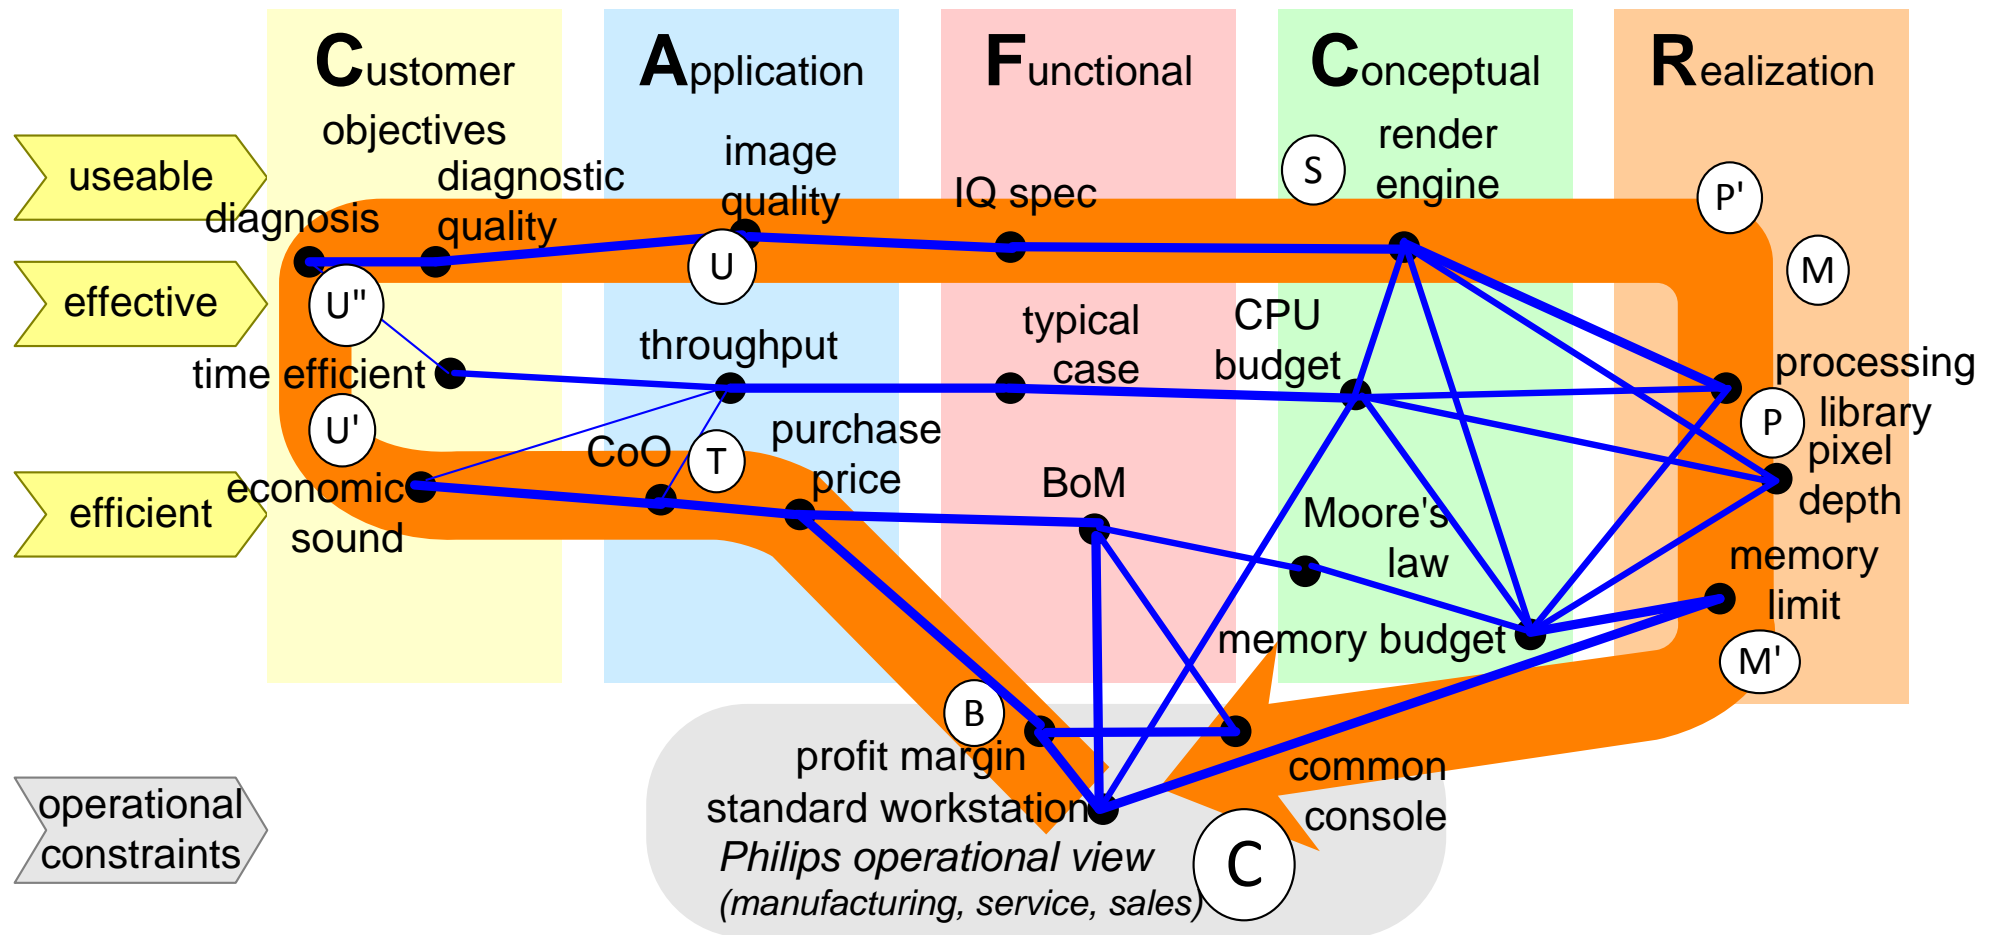 Customer
objectives
Application
Functional
Conceptual
Realization
useable
effective
efficient
operational
constraints
diagnosis
diagnostic
quality
image
quality
IQ spec
S
render
engine
P'
M
U
U"
time efficient
throughput
typical
case
CPU
budget
processing
library
P
pixel
depth
U'
economic
sound
CoO
T
purchase
price
BoM
Moore's
law
memory
limit
memory budget
M'
B
profit margin
standard workstation
Philips operational view
(manufacturing, service, sales)
C
common
console